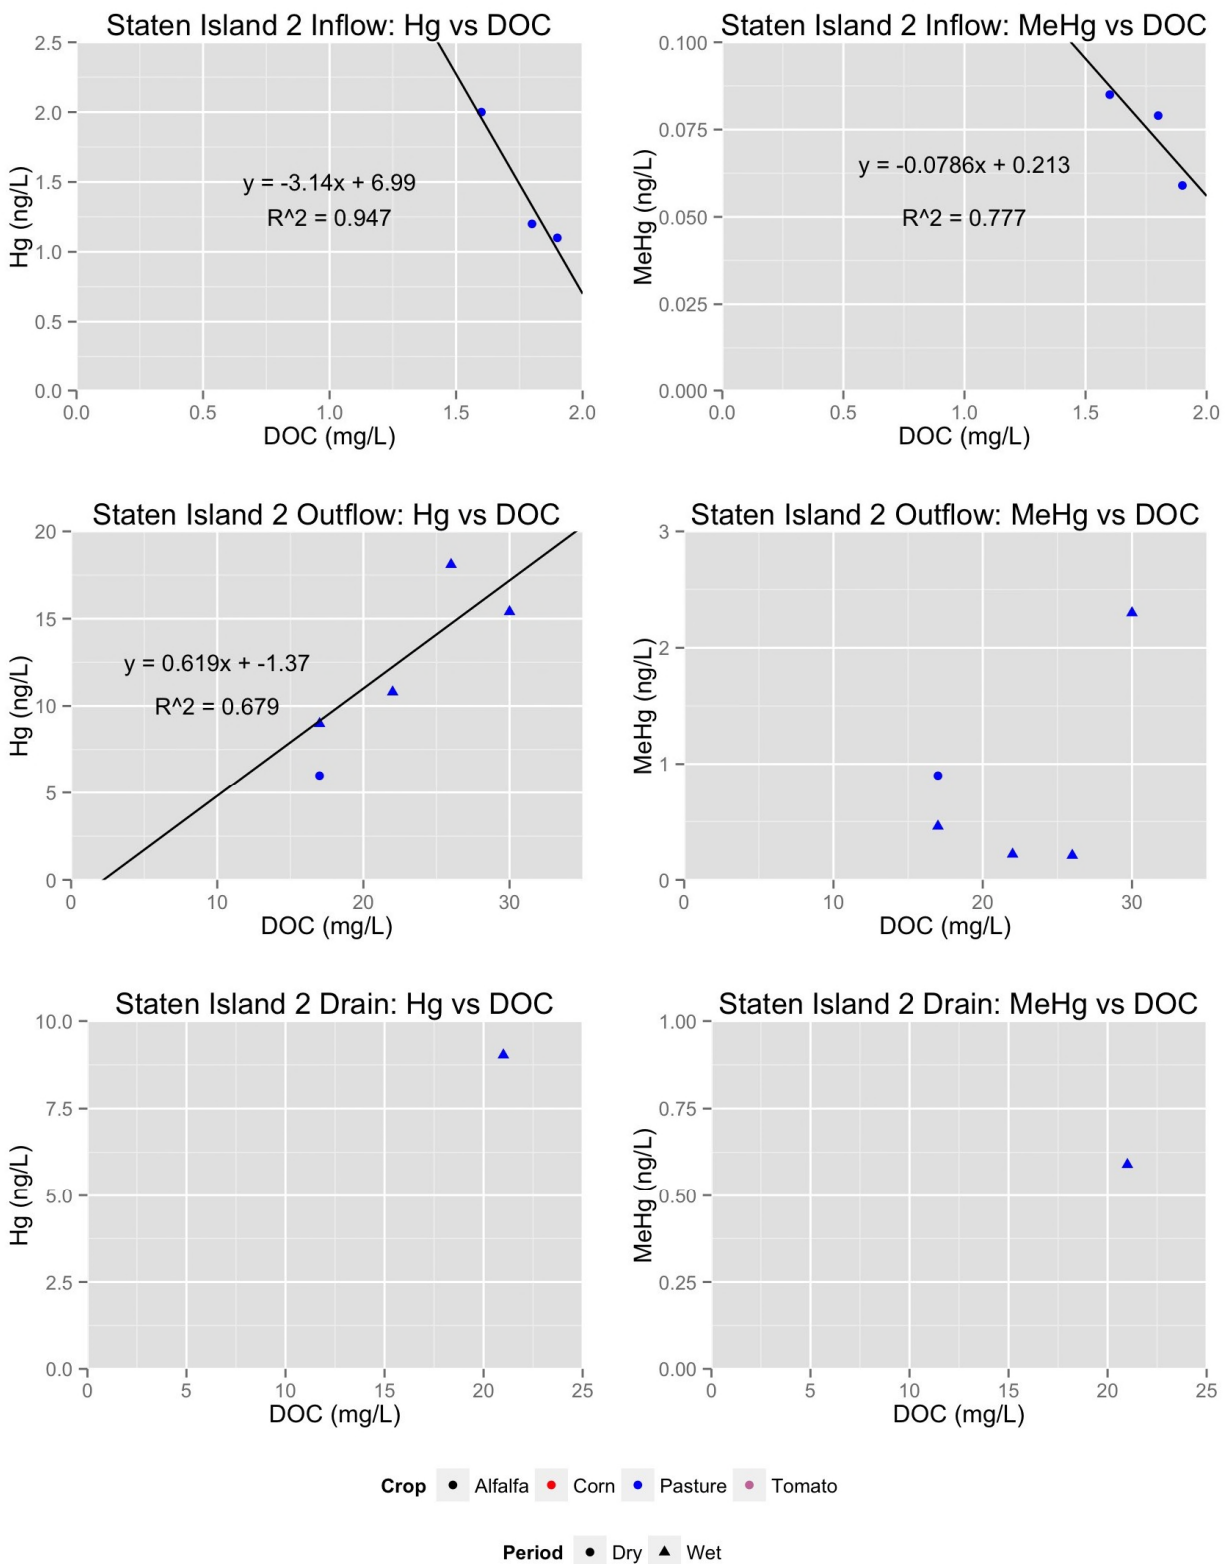 Staten Island 2 Inflow: Hg vs DOC
Hg (ng/L)
2.5
2.0
1.5
1.0
0.5
0.0
y = -3.14x + 6.99
R^2 = 0.947
0.0 0.5 1.0 1.5 2.0
DOC (mg/L)
Staten Island 2 Inflow: MeHg vs DOC
MeHg (ng/L)
0.100
0.075
0.050
0.025
0.000
y = -0.0786x + 0.213
R^2 = 0.777
0.0 0.5 1.0 1.5 2.0
DOC (mg/L)
Staten Island 2 Outflow: Hg vs DOC
Hg (ng/L)
20
15
10
5
0
y = 0.619x + -1.37
R^2 = 0.679
0 10 20 30
DOC (mg/L)
Staten Island 2 Outflow: MeHg vs DOC
MeHg (ng/L)
3
2
1
0
0 10 20 30
DOC (mg/L)
Staten Island 2 Drain: Hg vs DOC
Hg (ng/L)
10.0
7.5
5.0
2.5
0.0
0 5 10 15 20 25
DOC (mg/L)
Staten Island 2 Drain: MeHg vs DOC
MeHg (ng/L)
1.00
0.75
0.50
0.25
0.00
0 5 10 15 20 25
DOC (mg/L)
Crop Alfalfa Corn Pasture Tomato
Period Dry Wet